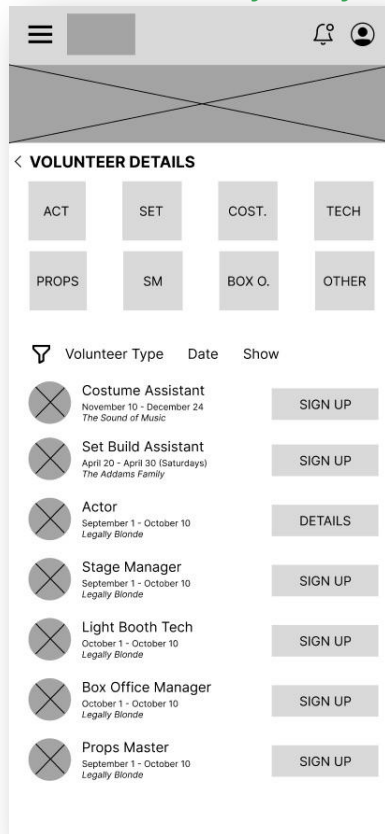 VOLUNTEER DETAILS
ACT SET COST. TECH
PROPS SM BOX O. OTHER
Volunteer Type Date Show
Costume Assistant
November 10 - December 24
The Sound of Music
SIGN UP
Set Build Assistant
April 20 - April 30 (Saturdays)
The Addams Family
SIGN UP
Actor
September 1 - October 10
Legally Blonde
DETAILS
Stage Manager
September 1 - October 10
Legally Blonde
SIGN UP
Light Booth Tech
October 1 - October 10
Legally Blonde
SIGN UP
Box Office Manager
October 1 - October 10
Legally Blonde
SIGN UP
Props Master
September 1 - October 10
Legally Blonde
SIGN UP